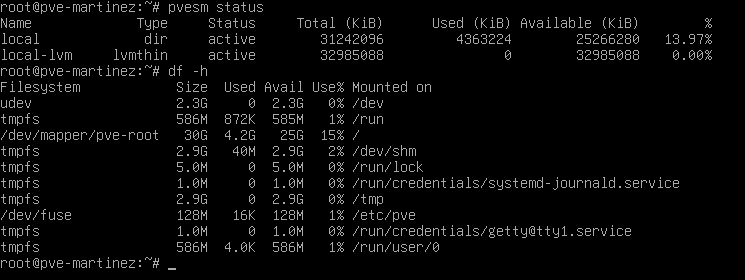 root@pve-martinez:~# pvesm status
Name             Type     Status     Total (KiB)      Used (KiB) Available (KiB)        %
local             dir     active        31242096         4363224        25266280   13.97%
local-lvm     lvmthin     active        32985088               0        32985088    0.00%
root@pve-martinez:~# df -h
Filesystem            Size  Used Avail Use% Mounted on
udev                  2.3G     0  2.3G   0% /dev
tmpfs                 586M  872K  585M   1% /run
/dev/mapper/pve-root   30G  4.2G   25G  15% /
tmpfs                 2.9G   40M  2.9G   2% /dev/shm
tmpfs                 5.0M     0  5.0M   0% /run/lock
tmpfs                 1.0M     0  1.0M   0% /run/credentials/systemd-journald.service
tmpfs                 2.9G     0  2.9G   0% /tmp
/dev/fuse             128M   16K  128M   1% /etc/pve
tmpfs                 1.0M     0  1.0M   0% /run/credentials/getty@tty1.service
tmpfs                 586M  4.0K  586M   1% /run/user/0
root@pve-martinez:~# _